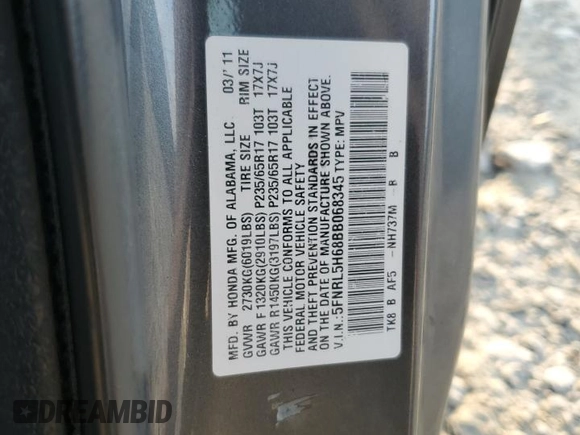 MFD. BY HONDA MFG. OF ALABAMA, LLC 03/'11
GVWR 2730KG(6019LBS) TIRE SIZE RIM SIZE
GAWR F 1320KG(2910LBS) P235/65R17 103T 17X7J
GAWR R1450KG(3197LBS) P235/65R17 103T 17X7J
THIS VEHICLE CONFORMS TO ALL APPLICABLE
FEDERAL MOTOR VEHICLE SAFETY
AND THEFT PREVENTION STANDARDS IN EFFECT
ON THE DATE OF MANUFACTURE SHOWN ABOVE.
V.I.N.: 5FNRL5H68BB068345 TYPE: MPV
TK8 B AF5 -NH737M B B
DREAMBID